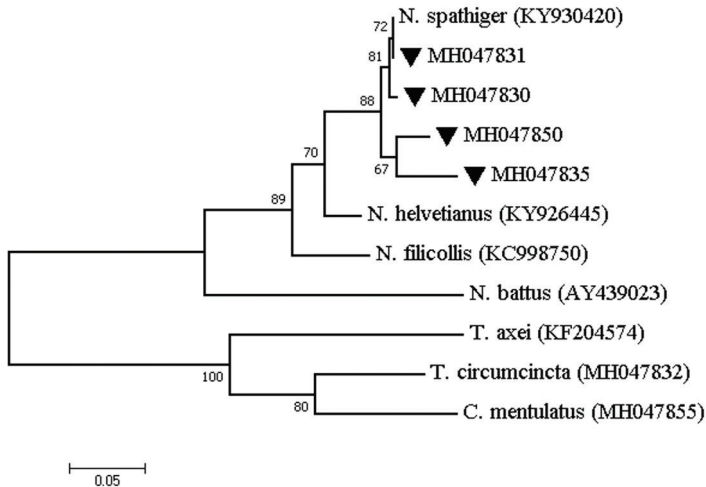 N. spathiger (KY930420)
72
81
MH047831
MH047830
88
MH047850
67
MH047835
70
N. helvetianus (KY926445)
89
N. filicollis (KC998750)
N. battus (AY439023)
T. axei (KF204574)
100
T. circumcincta (MH047832)
80
C. mentulatus (MH047855)
0.05